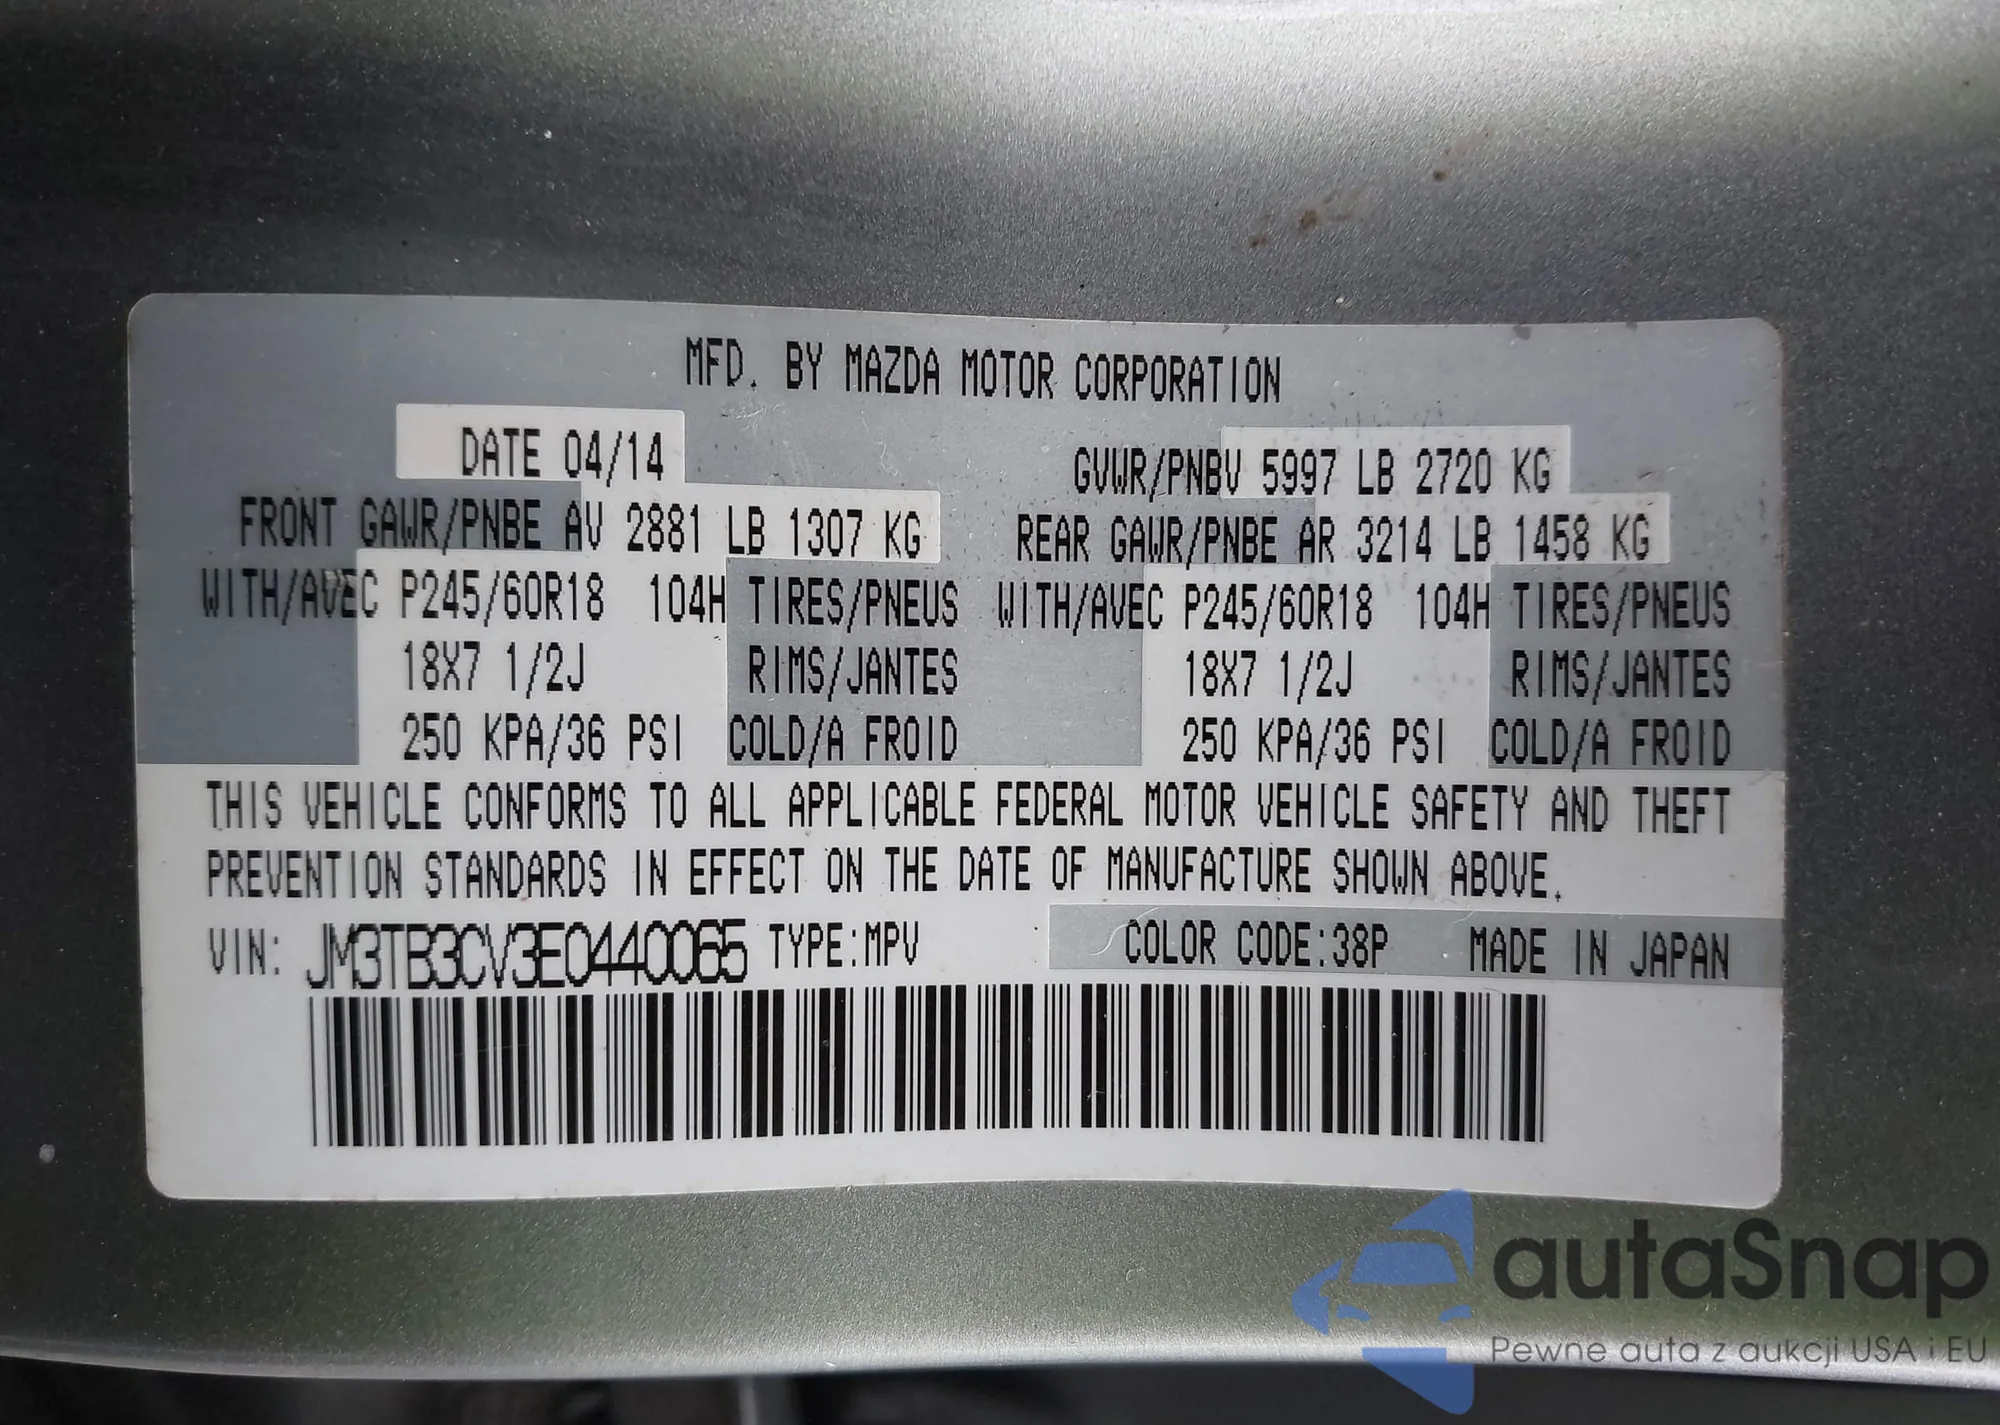 MFD. BY MAZDA MOTOR CORPORATION
DATE 04/14 GVWR/PNBV 5997 LB 2720 KG
FRONT GAWR/PNBE AV 2881 LB 1307 KG REAR GAWR/PNBE AR 3214 LB 1458 KG
WITH/AVEC P245/60R18 104H TIRES/PNEUS WITH/AVEC P245/60R18 104H TIRES/PNEUS
18X7 1/2J RIMS/JANTES 18X7 1/2J RIMS/JANTES
250 KPA/36 PSI COLD/A FROID 250 KPA/36 PSI COLD/A FROID
THIS VEHICLE CONFORMS TO ALL APPLICABLE FEDERAL MOTOR VEHICLE SAFETY AND THEFT
PREVENTION STANDARDS IN EFFECT ON THE DATE OF MANUFACTURE SHOWN ABOVE.
VIN: JM3TB3CV3E0440065 TYPE:MPV COLOR CODE:38P MADE IN JAPAN
autaSnap
Pewne auta z aukcji USA i EU